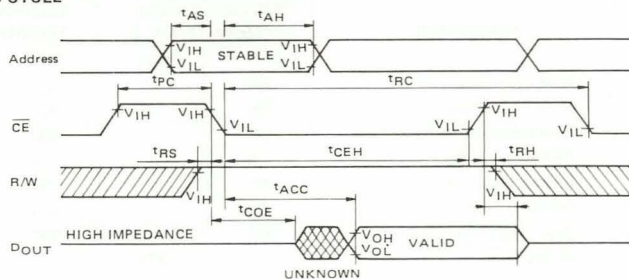 tAS tAH
Address VIH VIL STABLE VIH VIL
tPC tRC
CE VIH VIH VIL VIL VIH VIL
tRS tCEH tRH
R/W VIH VIH
tACC
tCOE
DOUT HIGH IMPEDANCE VOH VOL VALID
UNKNOWN